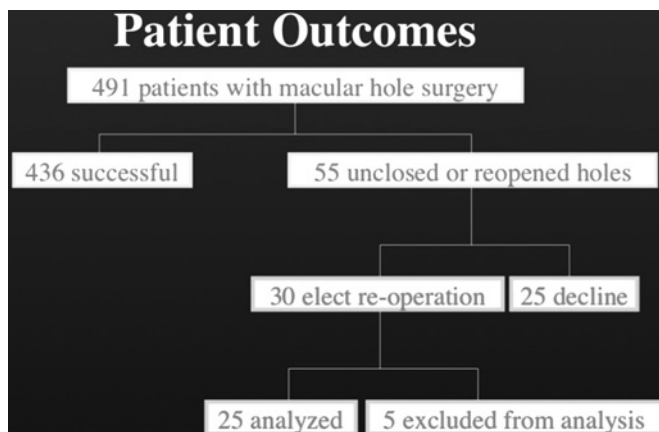 Patient Outcomes
491 patients with macular hole surgery
436 successful
55 unclosed or reopened holes
30 elect re-operation
25 decline
25 analyzed
5 excluded from analysis